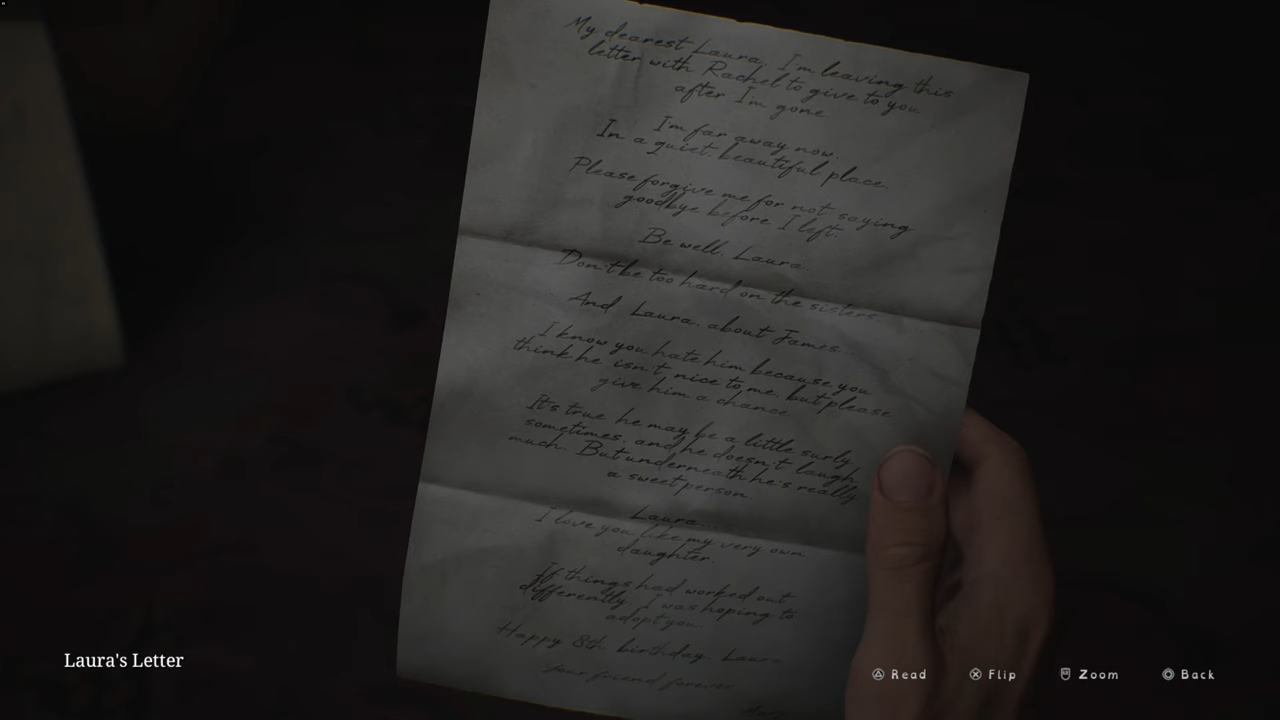 My dearest Laura. I'm leaving this
letter with Rachel to give to you
after I'm gone
I'm far away now.
In a quiet, beautiful place.
Please forgive me for not saying
goodbye before I left.
Be well, Laura.
Don't be too hard on the sisters.
And Laura, about James.
I know you hate him because you
think he isn't nice to me, but please
give him a chance
It's true he may be a little surly
sometimes, and he doesn't laugh
much. But underneath he's really
a sweet person.
Laura...
I love you like my very own
daughter.
If things had worked out
differently, I was hoping to
adopt you.
Happy 8th birthday, Laura
Your friend forever
Mary
Laura's Letter
Read
Flip
Zoom
Back